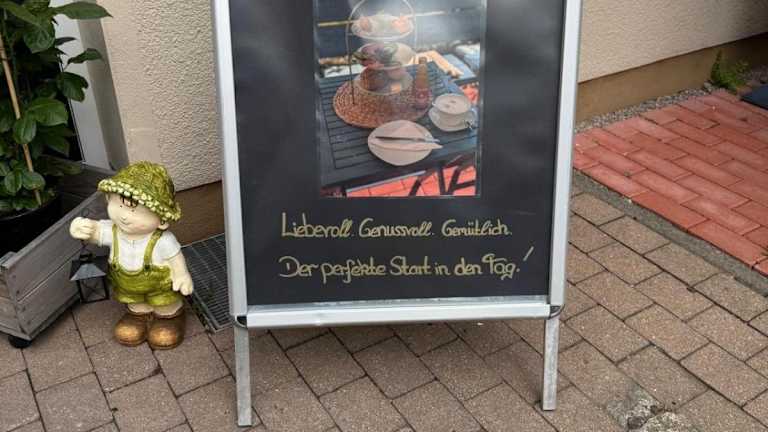 Liebevoll. Genussvoll. Gemütlich.
Der perfekte Start in den Tag!